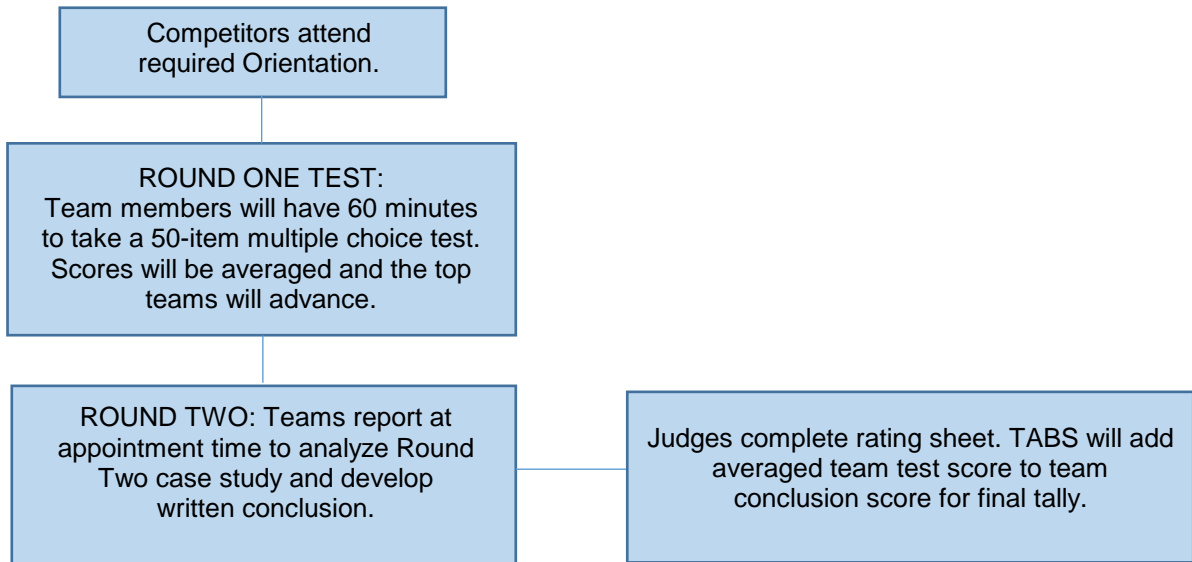 Competitors attend
required Orientation.
ROUND ONE TEST:
Team members will have 60 minutes
to take a 50-item multiple choice test.
Scores will be averaged and the top
teams will advance.
ROUND TWO: Teams report at
appointment time to analyze Round
Two case study and develop
written conclusion.
Judges complete rating sheet. TABS will add
averaged team test score to team
conclusion score for final tally.